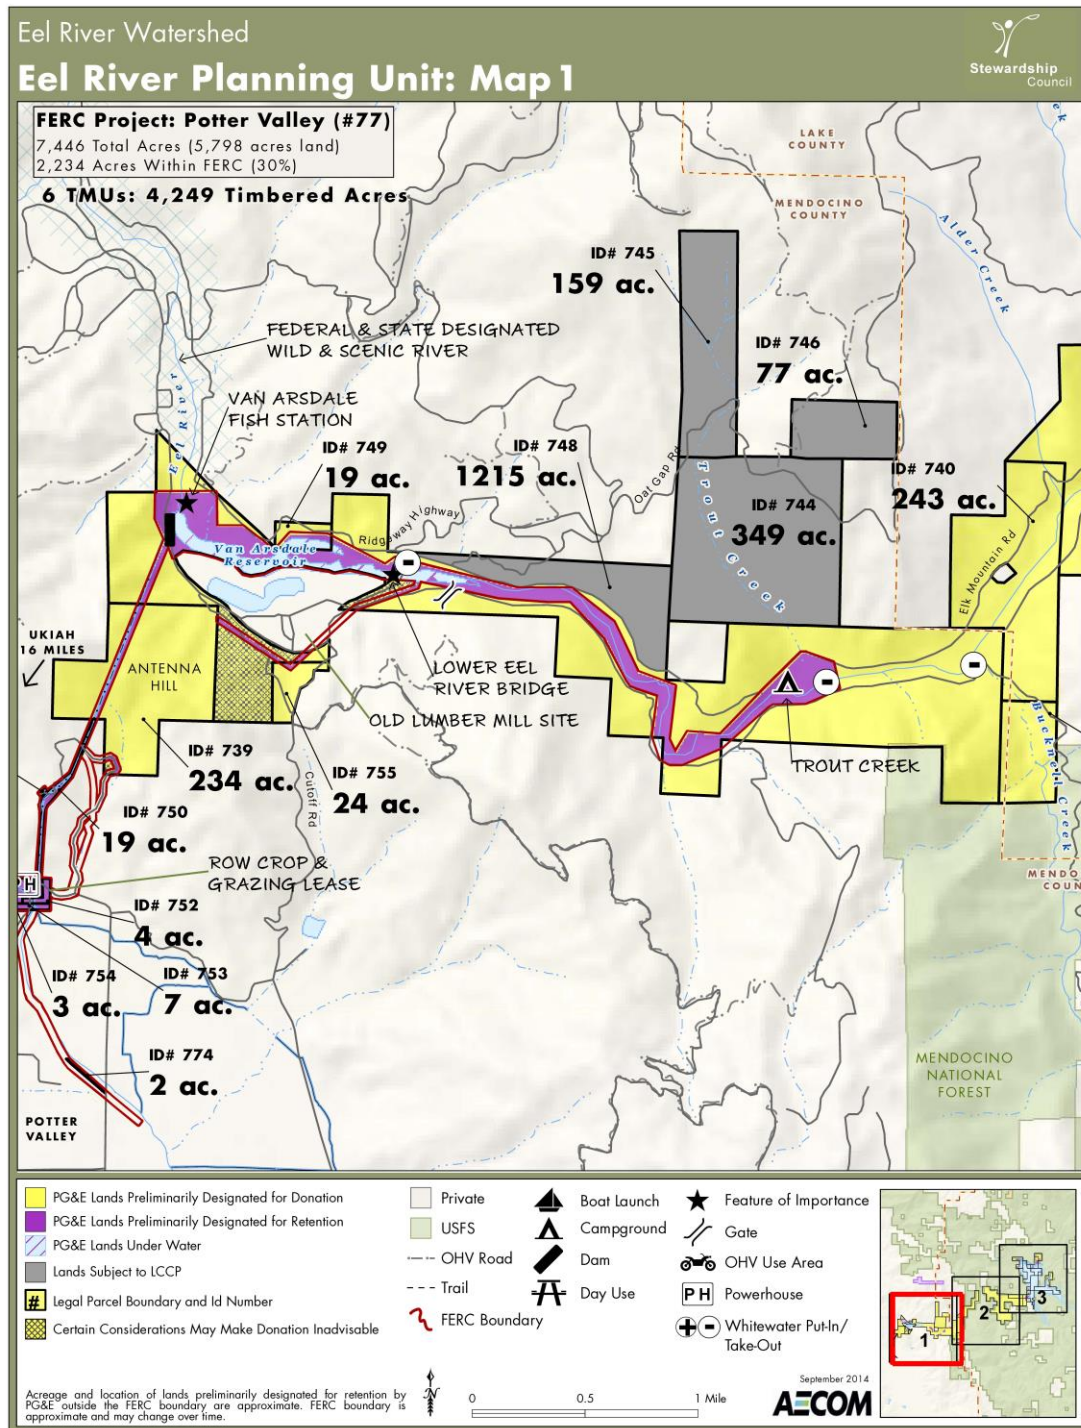 Eel River Watershed
Eel River Planning Unit: Map 1
Stewardship
Council
FERC Project: Potter Valley (#77)
7,446 Total Acres (5,798 acres land)
2,234 Acres Within FERC (30%)
6 TMUs: 4,249 Timbered Acres
LAKE
COUNTY
MENDOCINO
COUNTY
Alder Creek
ID# 745
159 ac.
ID# 746
77 ac.
FEDERAL & STATE DESIGNATED
WILD & SCENIC RIVER
Eel River
VAN ARSDALE
FISH STATION
ID# 749
19 ac.
ID# 748
1215 ac.
Oat Gap Rd
Trout Creek
ID# 744
349 ac.
ID# 740
243 ac.
Ridgeway Highway
Van Arsdale
Reservoir
Elk Mountain Rd
UKIAH
16 MILES
ANTENNA
HILL
LOWER EEL
RIVER BRIDGE
OLD LUMBER MILL SITE
TROUT CREEK
Bucknell Creek
ID# 739
234 ac.
ID# 755
24 ac.
Cutoff Rd
ID# 750
19 ac.
ROW CROP &
GRAZING LEASE
PH
MENDO
COUN
ID# 752
4 ac.
ID# 754
3 ac.
ID# 753
7 ac.
ID# 774
2 ac.
POTTER
VALLEY
MENDOCINO
NATIONAL
FOREST
PG&E Lands Preliminarily Designated for Donation
PG&E Lands Preliminarily Designated for Retention
PG&E Lands Under Water
Lands Subject to LCCP
# Legal Parcel Boundary and Id Number
Certain Considerations May Make Donation Inadvisable
Private
USFS
OHV Road
Trail
FERC Boundary
Boat Launch
Campground
Dam
Day Use
Feature of Importance
Gate
OHV Use Area
PH Powerhouse
Whitewater Put-In/
Take-Out
1
2
3
Acreage and location of lands preliminarily designated for retention by
PG&E outside the FERC boundary are approximate. FERC boundary is
approximate and may change over time.
N
0 0.5 1 Mile
September 2014
AECOM